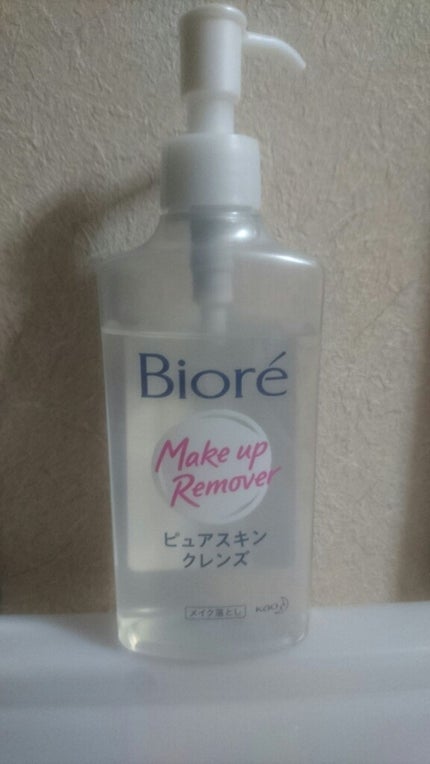 Bioré
Make up
Remover
ピュアスキン
クレンズ
メイク落とし
Kao